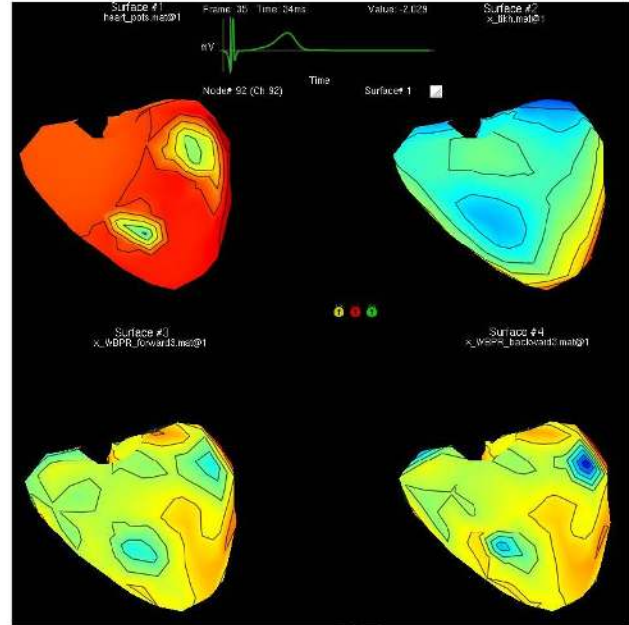 Surface #1
heart_pots.mat@1
Frame: 35 Time: 34ms Value: -2.029
Surface #2
x_tikh.mat@1
mV
Time
Node# 92 (Ch 92) Surface# 1
Surface #3
x_WBPR_forward3.mat@1
Surface #4
x_WBPR_backward3.mat@1